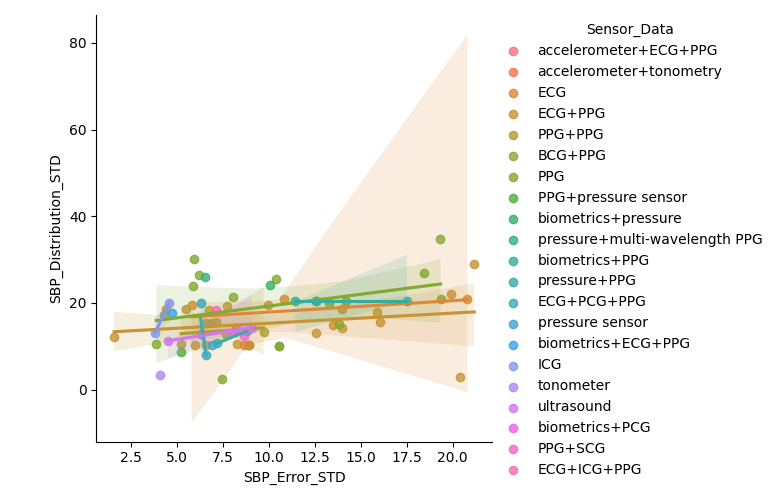 Sensor_Data
accelerometer+ECG+PPG
accelerometer+tonometry
ECG
ECG+PPG
PPG+PPG
BCG+PPG
PPG
PPG+pressure sensor
biometrics+pressure
pressure+multi-wavelength PPG
biometrics+PPG
pressure+PPG
ECG+PCG+PPG
pressure sensor
biometrics+ECG+PPG
ICG
tonometer
ultrasound
biometrics+PCG
PPG+SCG
ECG+ICG+PPG
SBP_Distribution_STD
80
60
40
20
0
2.5 5.0 7.5 10.0 12.5 15.0 17.5 20.0
SBP_Error_STD